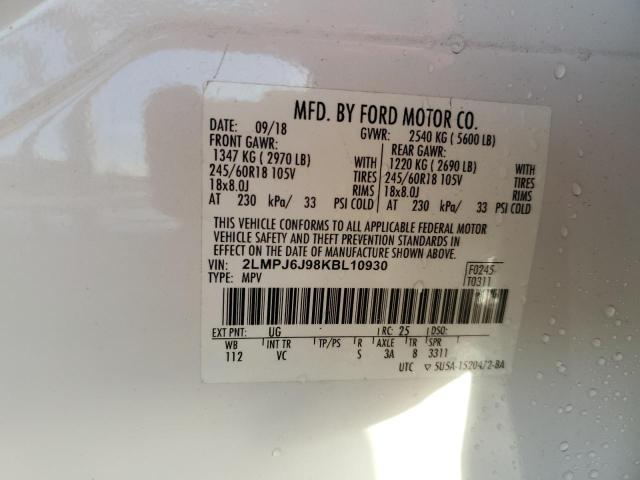 MFD. BY FORD MOTOR CO.
DATE: 09/18 GVWR: 2540 KG ( 5600 LB)
FRONT GAWR: REAR GAWR:
1347 KG ( 2970 LB) WITH 1220 KG ( 2690 LB) WITH
245/60R18 105V TIRES 245/60R18 105V TIRES
18x8.0J RIMS 18x8.0J RIMS
AT 230 kPa/ 33 PSI COLD AT 230 kPa/ 33 PSI COLD
THIS VEHICLE CONFORMS TO ALL APPLICABLE FEDERAL MOTOR
VEHICLE SAFETY AND THEFT PREVENTION STANDARDS IN
EFFECT ON THE DATE OF MANUFACTURE SHOWN ABOVE.
VIN: 2LMPJ6J98KBL10930 F0245
TYPE: MPV T0311
EXT PNT: UG RC: 25 DSO:
WB INT TR TP/PS R AXLE TR SPR
112 VC S 3A 8 3311
UTC ▽ 5U5A-1520472-BA